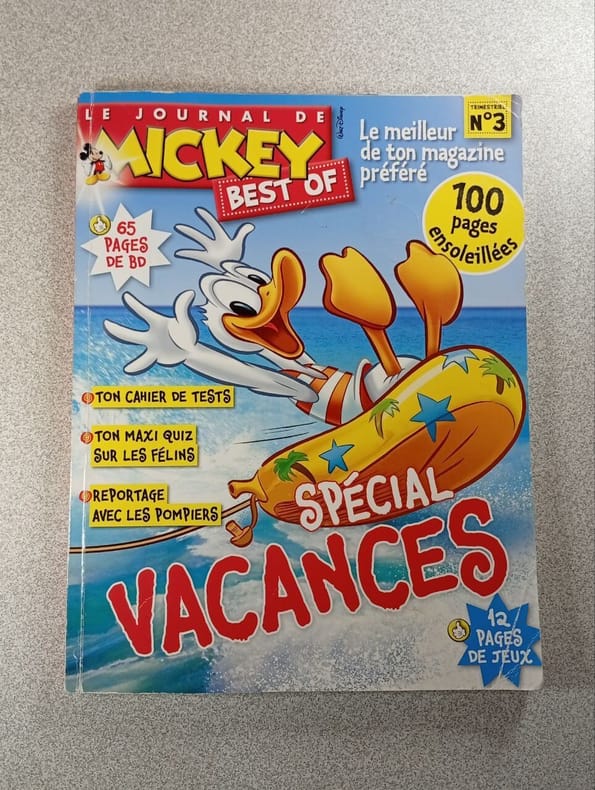 LE JOURNAL DE
MICKEY
BEST OF
Walt Disney
Le meilleur
de ton magazine
préféré
TRIMESTRIEL
N°3
100
pages
ensoleillées
65
PAGES
DE BD
TON CAHIER DE TESTS
TON MAXI QUIZ
SUR LES FÉLINS
REPORTAGE
AVEC LES POMPIERS
SPÉCIAL
VACANCES
12
PAGES
DE JEUX